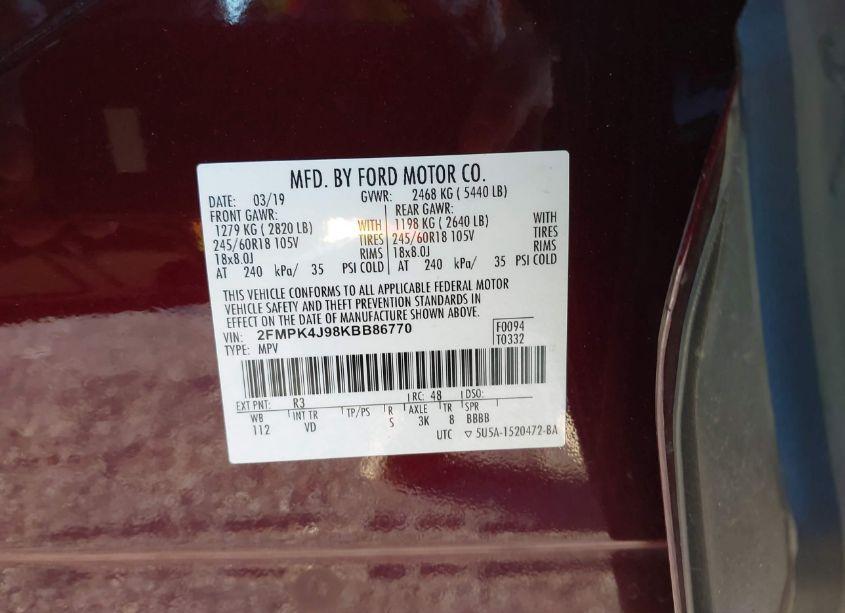 MFD. BY FORD MOTOR CO.
DATE: 03/19 GVWR: 2468 KG ( 5440 LB)
FRONT GAWR: REAR GAWR:
1279 KG ( 2820 LB) WITH 1198 KG ( 2640 LB) WITH
245/60R18 105V TIRES 245/60R18 105V TIRES
18x8.0J RIMS 18x8.0J RIMS
AT 240 kPa/ 35 PSI COLD AT 240 kPa/ 35 PSI COLD
THIS VEHICLE CONFORMS TO ALL APPLICABLE FEDERAL MOTOR
VEHICLE SAFETY AND THEFT PREVENTION STANDARDS IN
EFFECT ON THE DATE OF MANUFACTURE SHOWN ABOVE.
VIN: 2FMPK4J98KBB86770 F0094
TYPE: MPV T0332
EXT PNT: R3 RC: 48 DSO:
WB INT TR TP/PS R AXLE TR SPR
112 VD S 3K 8 BBBB
UTC ▽ 5U5A-1520472-BA